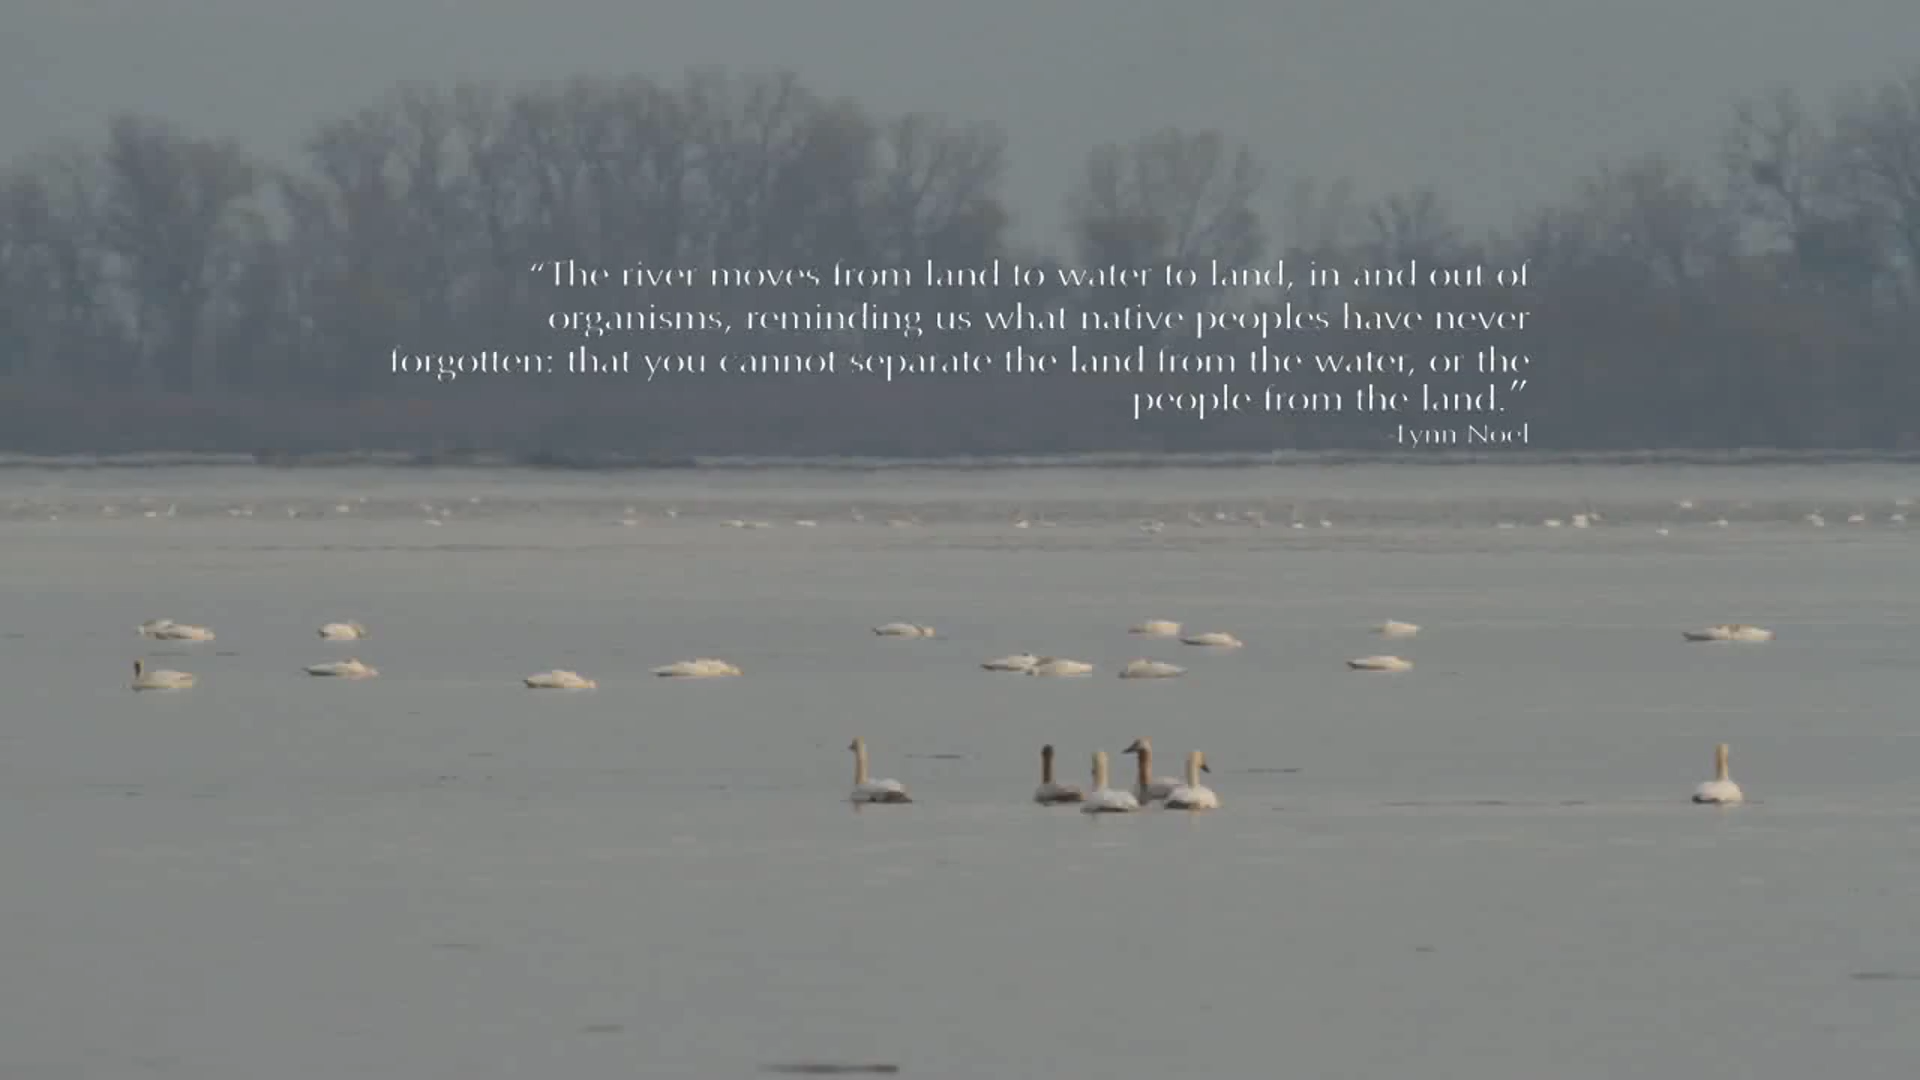 “The river moves from land to water to land, in and out of
organisms, reminding us what native peoples have never
forgotten: that you cannot separate the land from the water, or the
people from the land.”
-Lynn Noel